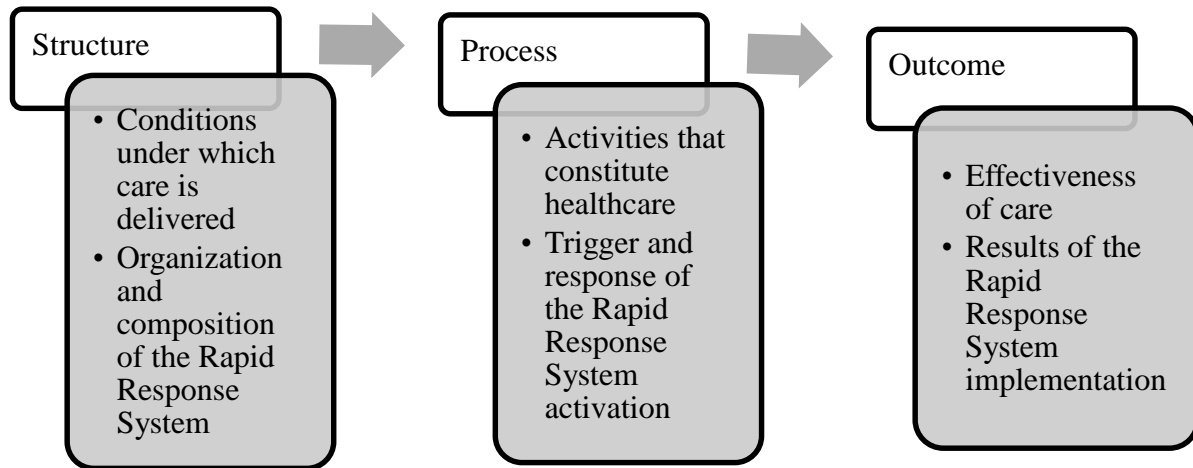 Structure
• Conditions
under which
care is
delivered
• Organization
and
composition
of the Rapid
Response
System
Process
• Activities that
constitute
healthcare
• Trigger and
response of
the Rapid
Response
System
activation
Outcome
• Effectiveness
of care
• Results of the
Rapid
Response
System
implementation